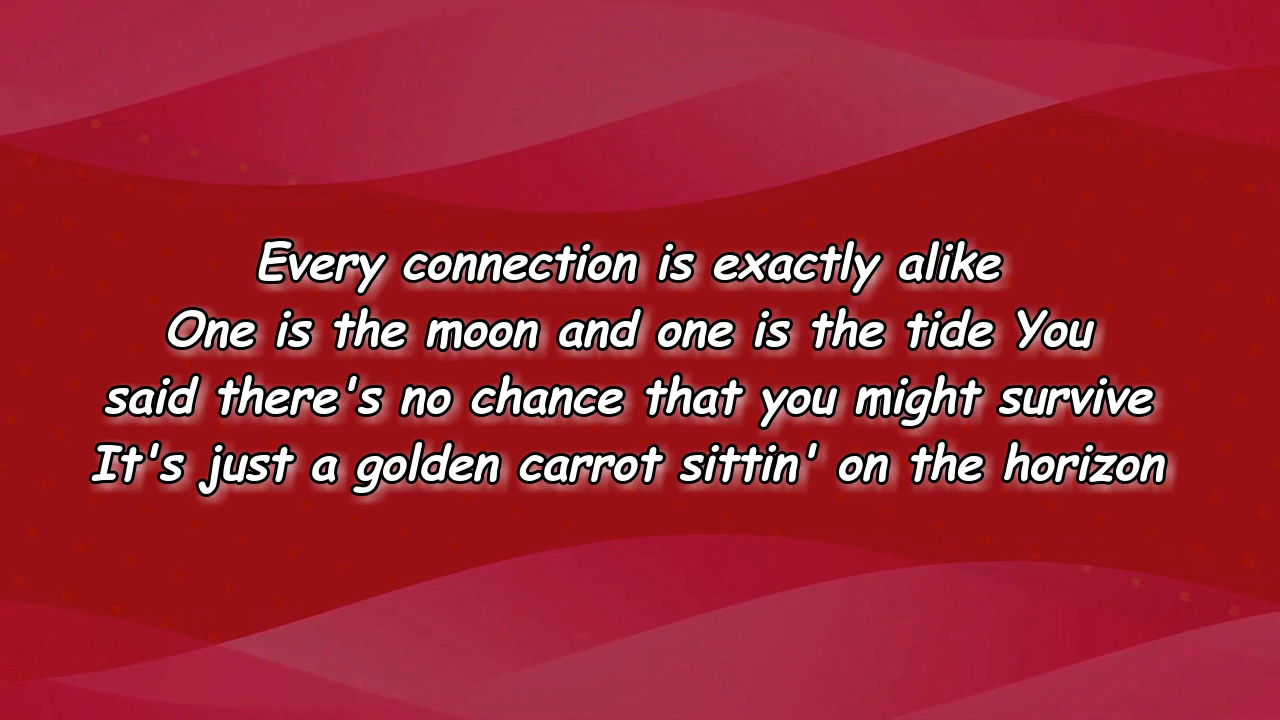 Every connection is exactly alike
One is the moon and one is the tide You
said there's no chance that you might survive
It's just a golden carrot sittin' on the horizon